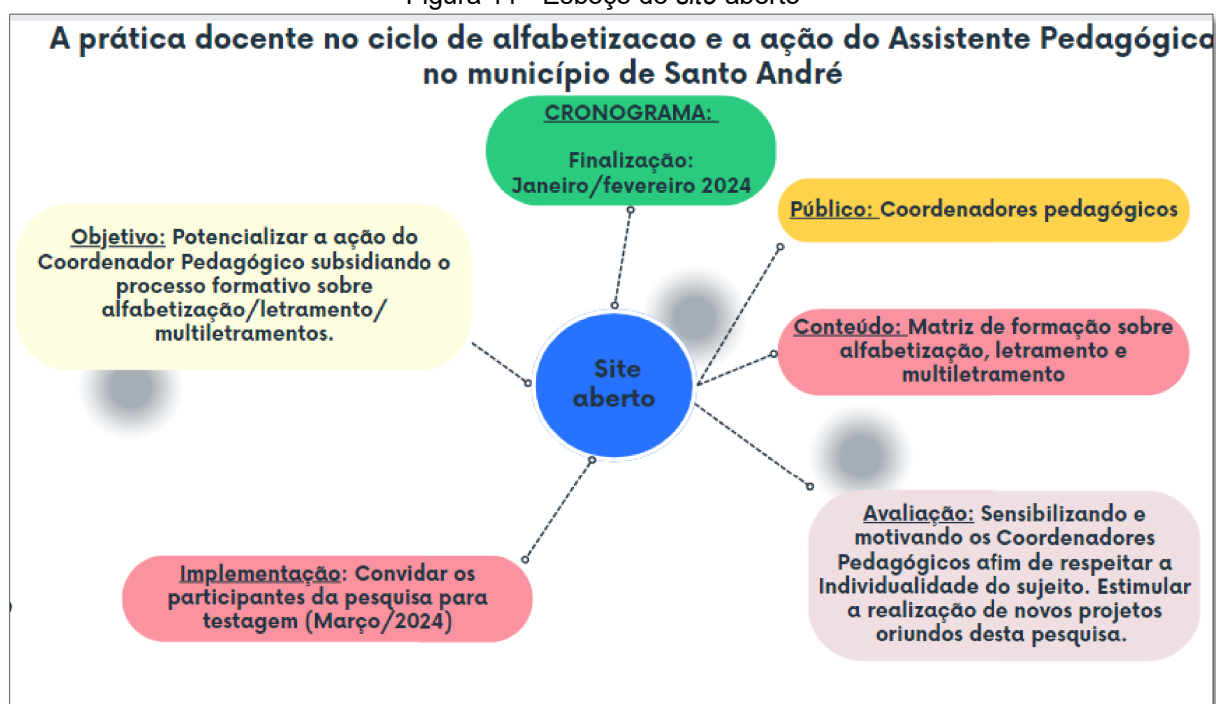 A prática docente no ciclo de alfabetizacao e a ação do Assistente Pedagógico
no município de Santo André
CRONOGRAMA:
Finalização:
Janeiro/fevereiro 2024
Público: Coordenadores pedagógicos
Objetivo: Potencializar a ação do
Coordenador Pedagógico subsidiando o
processo formativo sobre
alfabetização/letramento/
multiletramentos.
Conteúdo: Matriz de formação sobre
alfabetização, letramento e
multiletramento
Site
aberto
Avaliação: Sensibilizando e
motivando os Coordenadores
Pedagógicos afim de respeitar a
Individualidade do sujeito. Estimular
a realização de novos projetos
oriundos desta pesquisa.
Implementação: Convidar os
participantes da pesquisa para
testagem (Março/2024)